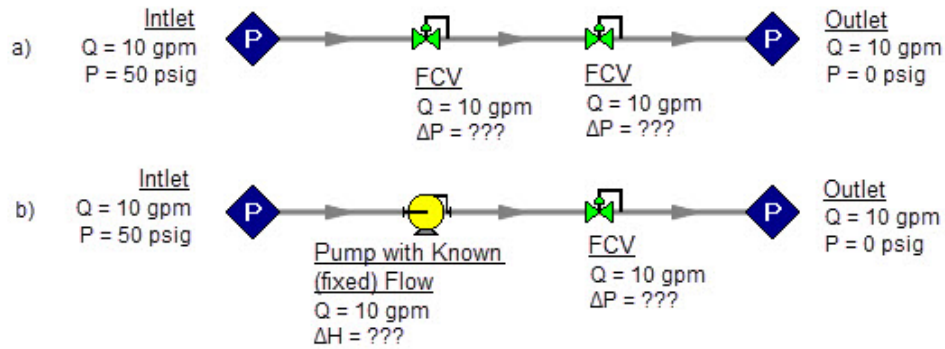 a)
Intlet
Q = 10 gpm
P = 50 psig
P
FCV
Q = 10 gpm
ΔP = ???
FCV
Q = 10 gpm
ΔP = ???
P
Outlet
Q = 10 gpm
P = 0 psig
b)
Intlet
Q = 10 gpm
P = 50 psig
P
Pump with Known
(fixed) Flow
Q = 10 gpm
ΔH = ???
FCV
Q = 10 gpm
ΔP = ???
P
Outlet
Q = 10 gpm
P = 0 psig